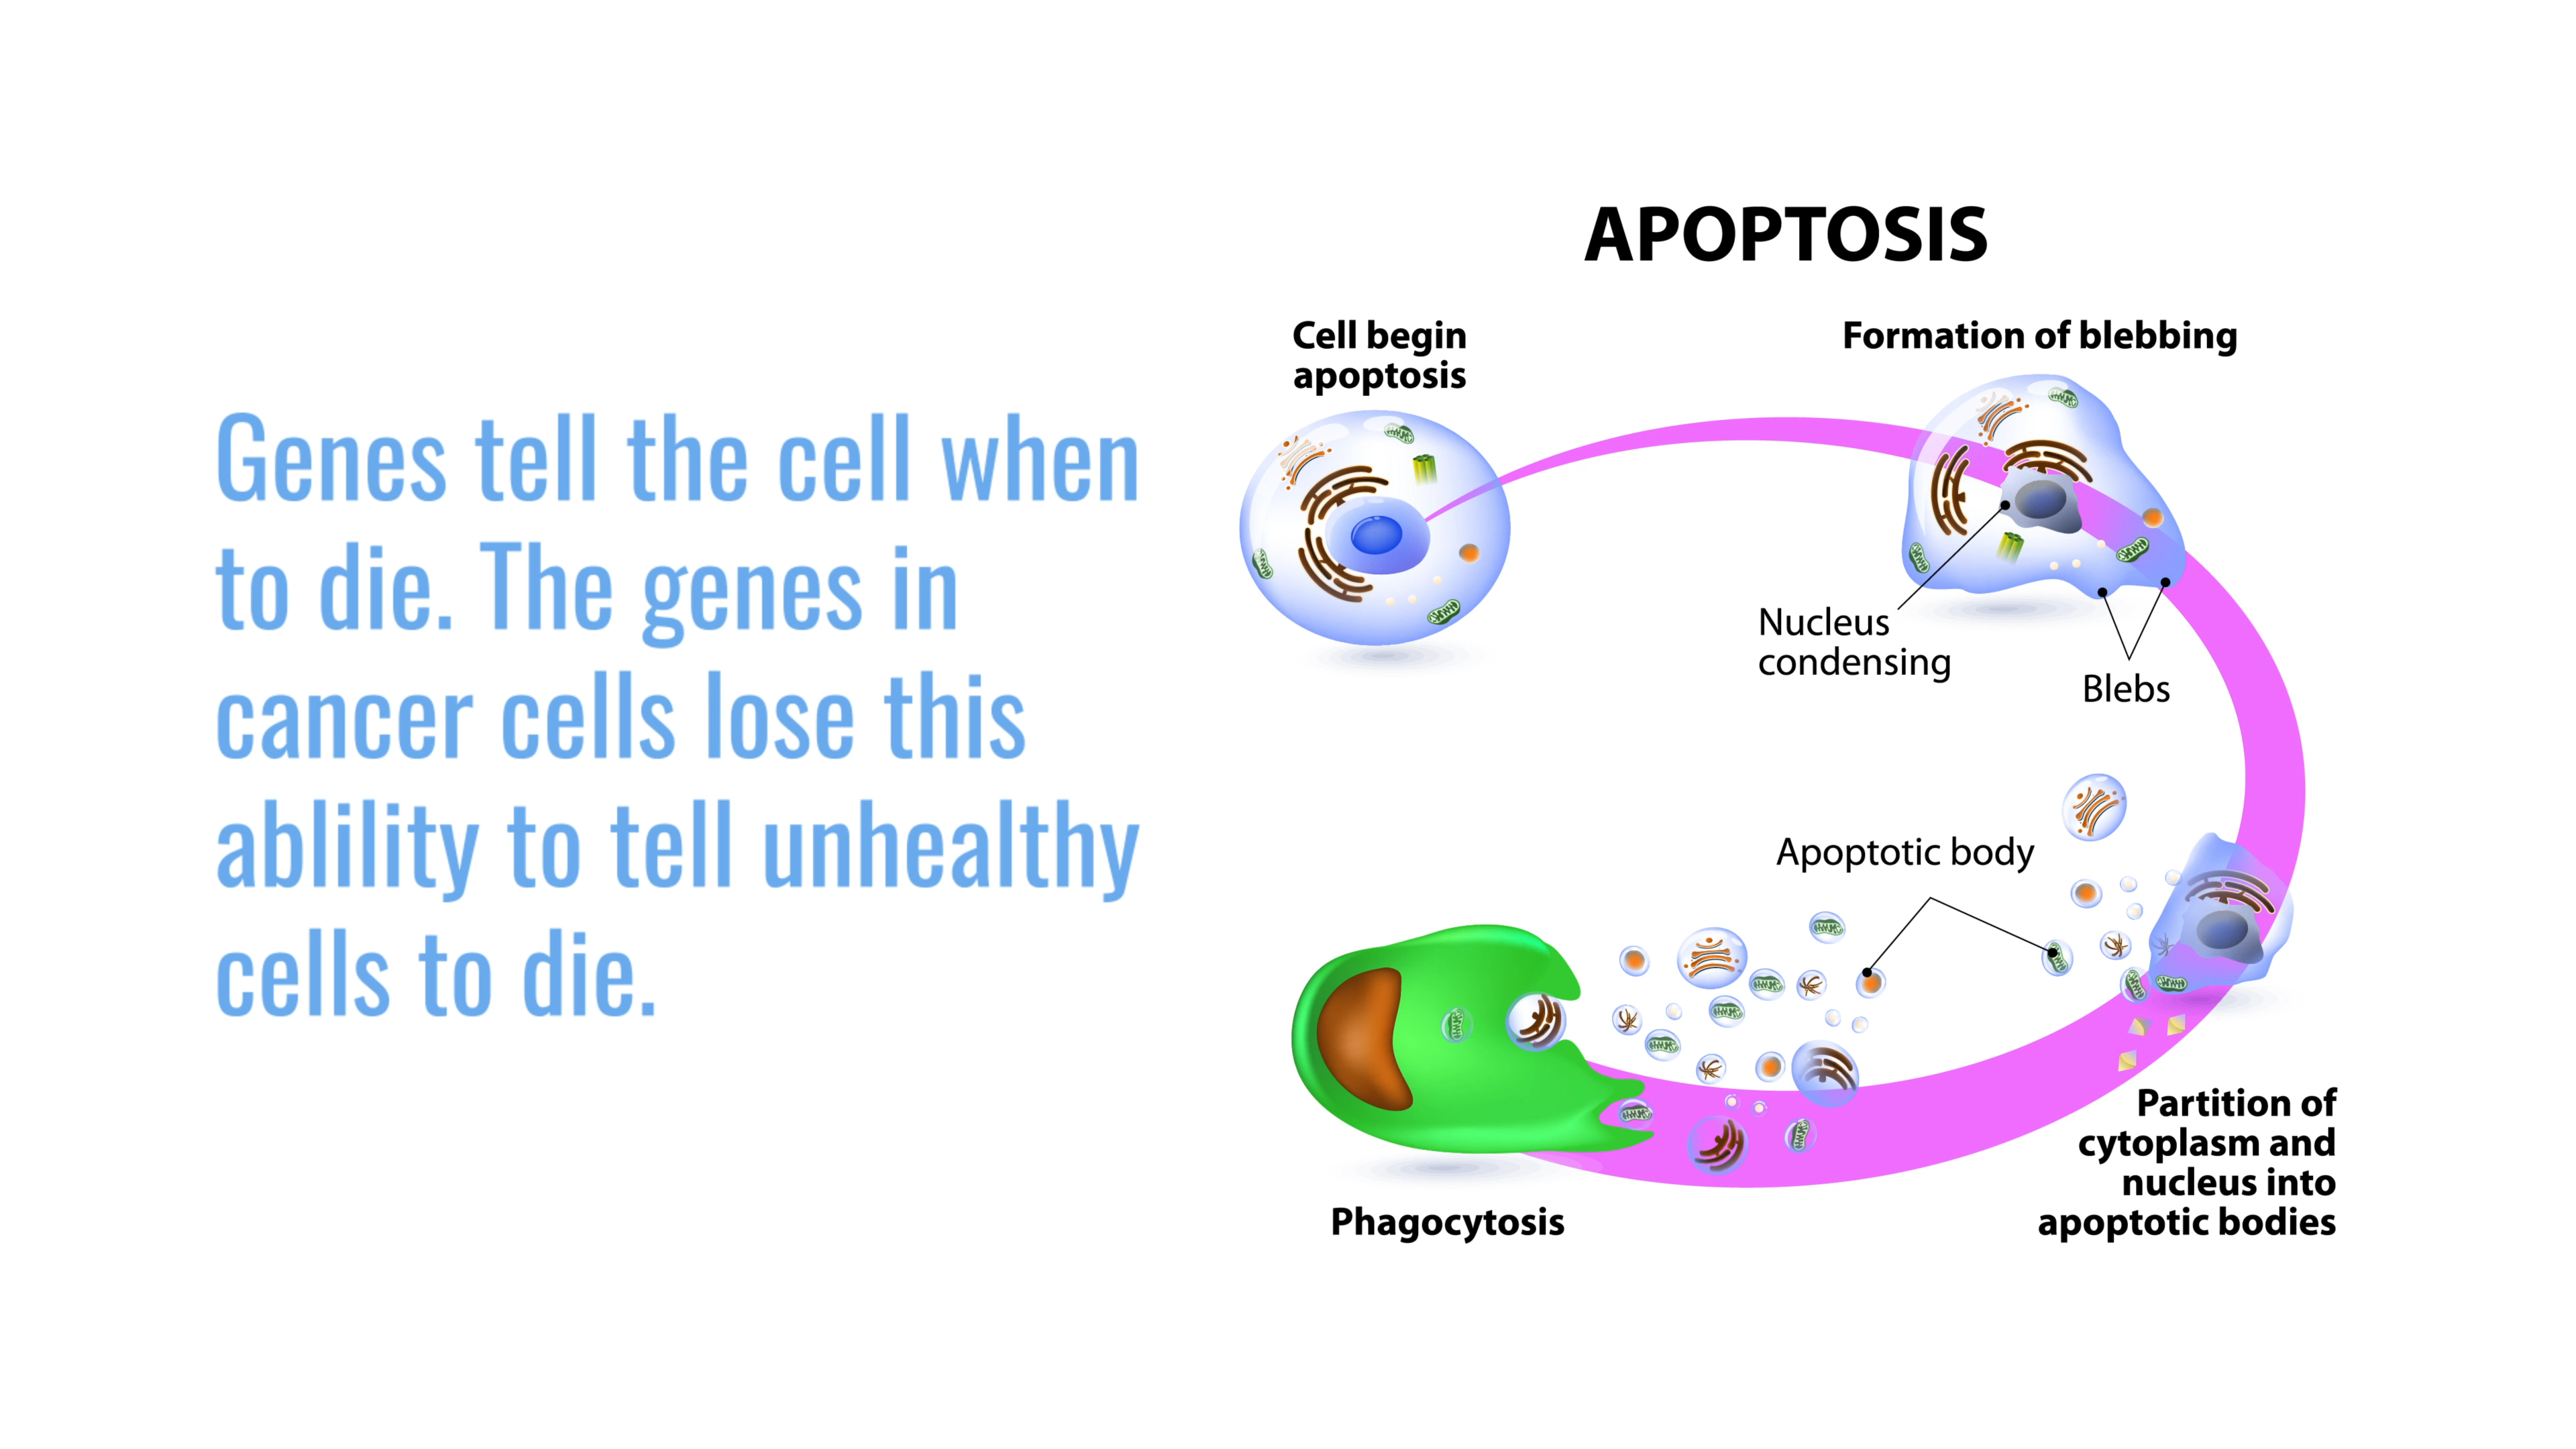 Genes tell the cell when
to die. The genes in
cancer cells lose this
ablility to tell unhealthy
cells to die.
APOPTOSIS
Cell begin
apoptosis
Formation of blebbing
Nucleus
condensing
Blebs
Apoptotic body
Partition of
cytoplasm and
nucleus into
apoptotic bodies
Phagocytosis